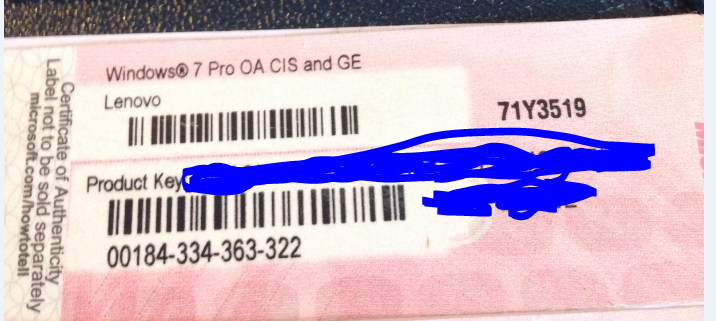 Certificate of Authenticity
Label not to be sold separately
microsoft.com/howtotell
Windows® 7 Pro OA CIS and GE
Lenovo
71Y3519
Product Key
00184-334-363-322